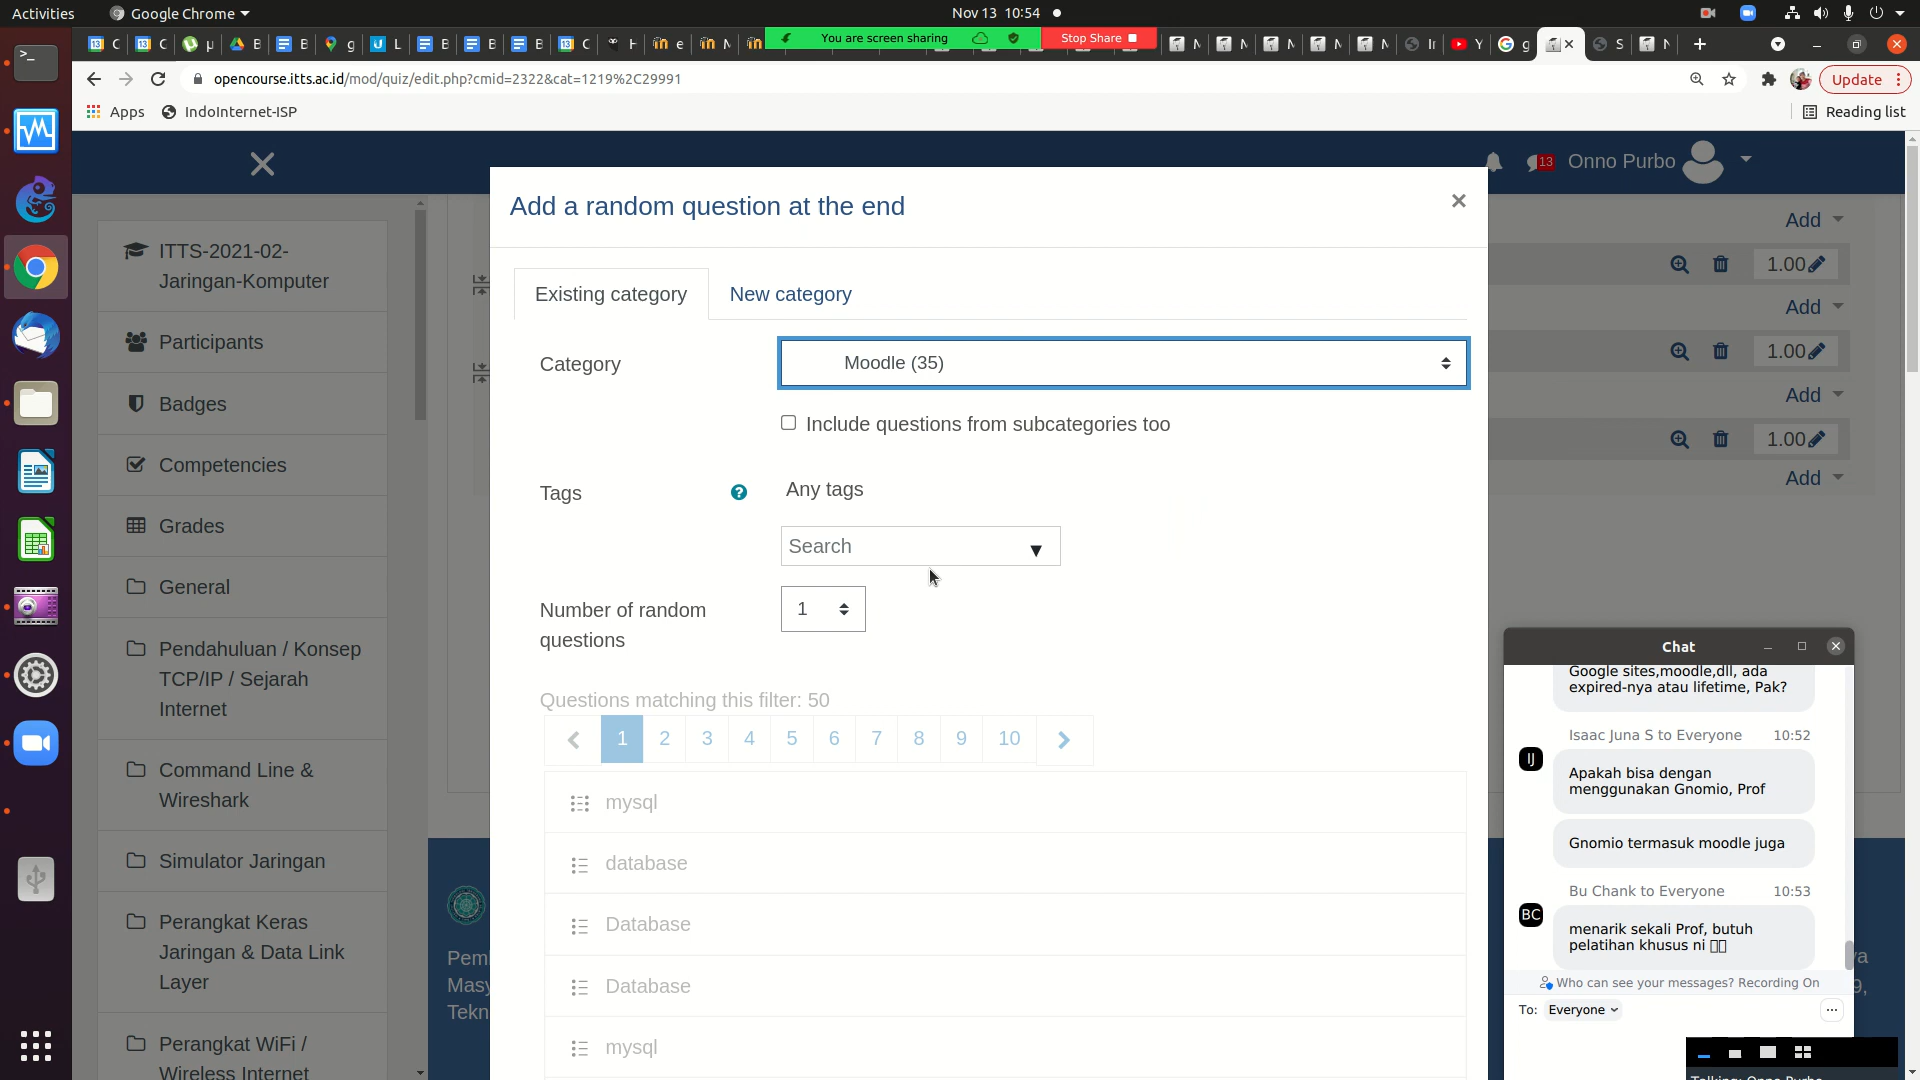 Activities
Google Chrome
Nov 13 10:54
You are screen sharing
Stop Share
opencourse.itts.ac.id/mod/quiz/edit.php?cmid=2322&cat=1219%2C29991
Update
Apps
IndoInternet-ISP
Reading list
13
Onno Purbo
Add a random question at the end
ITTS-2021-02-
Jaringan-Komputer
Participants
Badges
Competencies
Grades
General
Pendahuluan / Konsep
TCP/IP / Sejarah
Internet
Command Line &
Wireshark
Simulator Jaringan
Perangkat Keras
Jaringan & Data Link
Layer
Perangkat WiFi /
Wireless Internet
Existing category
New category
Category
Moodle (35)
Include questions from subcategories too
Tags
Any tags
Search
Number of random
questions
1
Questions matching this filter: 50
1 2 3 4 5 6 7 8 9 10
mysql
database
Database
Database
mysql
Add
1.00
Add
1.00
Add
1.00
Add
Chat
Google sites,moodle,dll, ada
expired-nya atau lifetime, Pak?
Isaac Juna S to Everyone 10:52
IJ
Apakah bisa dengan
menggunakan Gnomio, Prof
Gnomio termasuk moodle juga
Bu Chank to Everyone 10:53
BC
menarik sekali Prof, butuh
pelatihan khusus ni
Who can see your messages? Recording On
To: Everyone
Talking: Onno Purbo